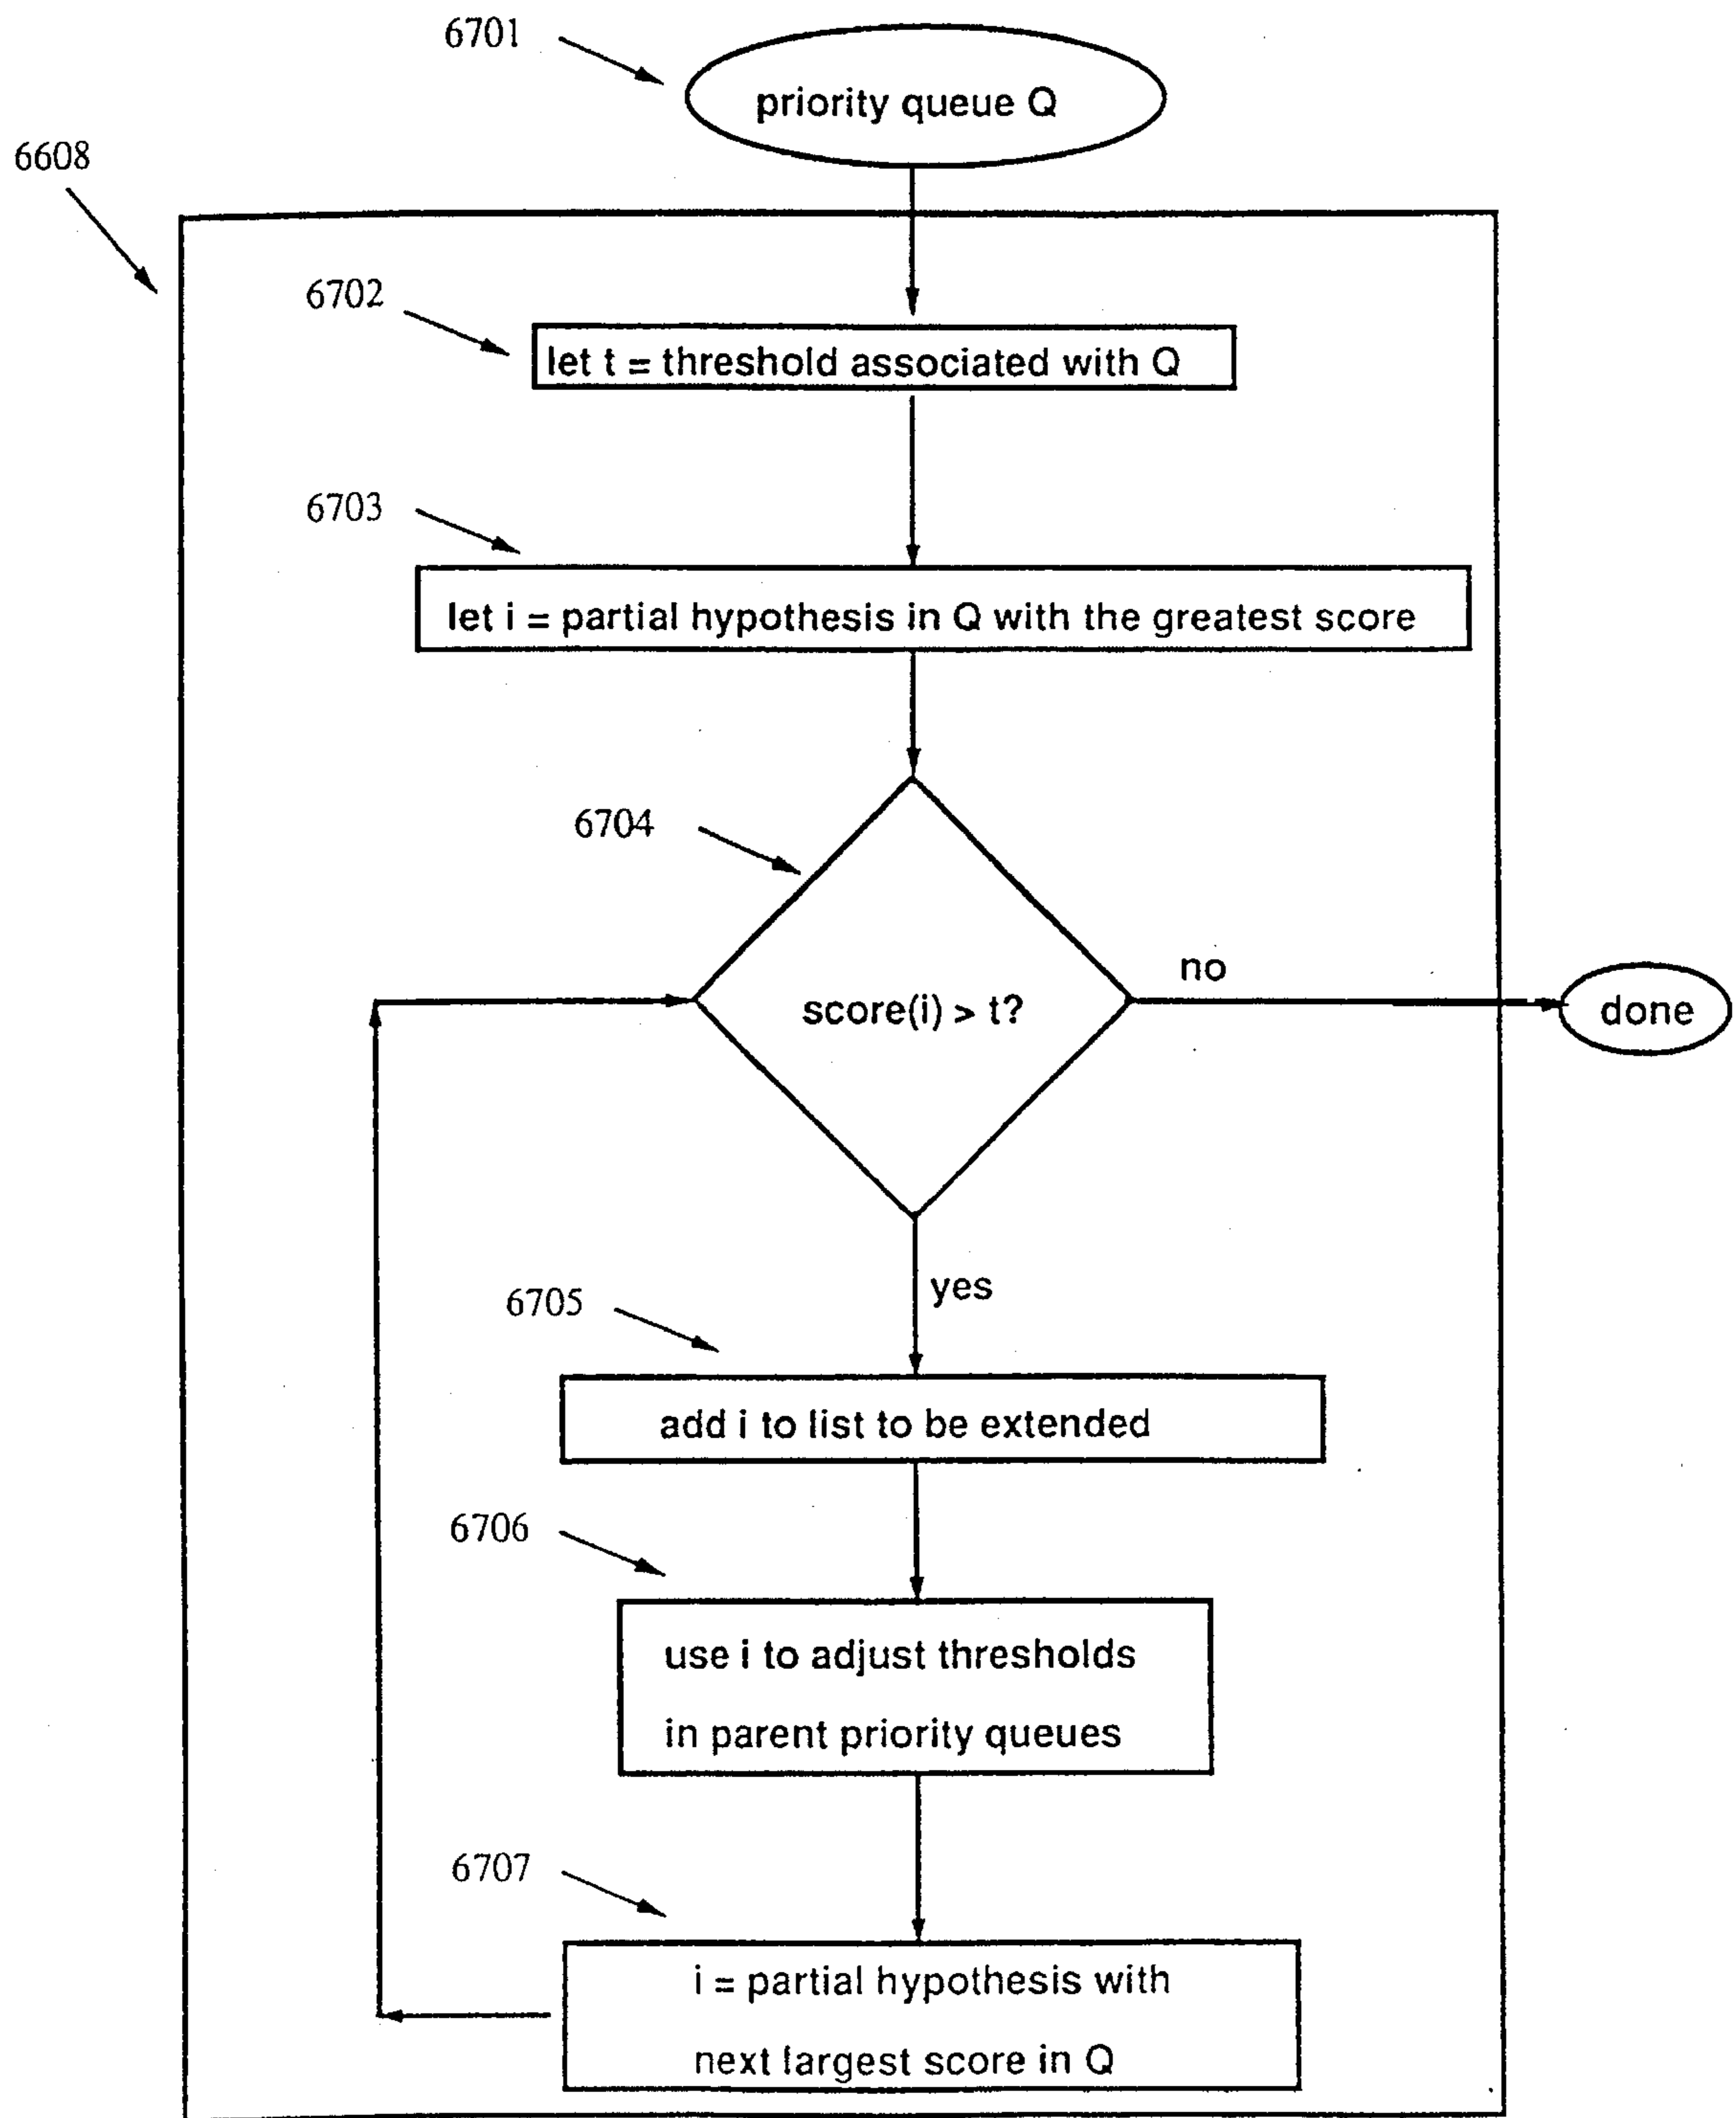 6701
priority queue Q
6608
6702
let t = threshold associated with Q
6703
let i = partial hypothesis in Q with the greatest score
6704
score(i) > t?
no
done
yes
6705
add i to list to be extended
6706
use i to adjust thresholds
in parent priority queues
6707
i = partial hypothesis with
next largest score in Q